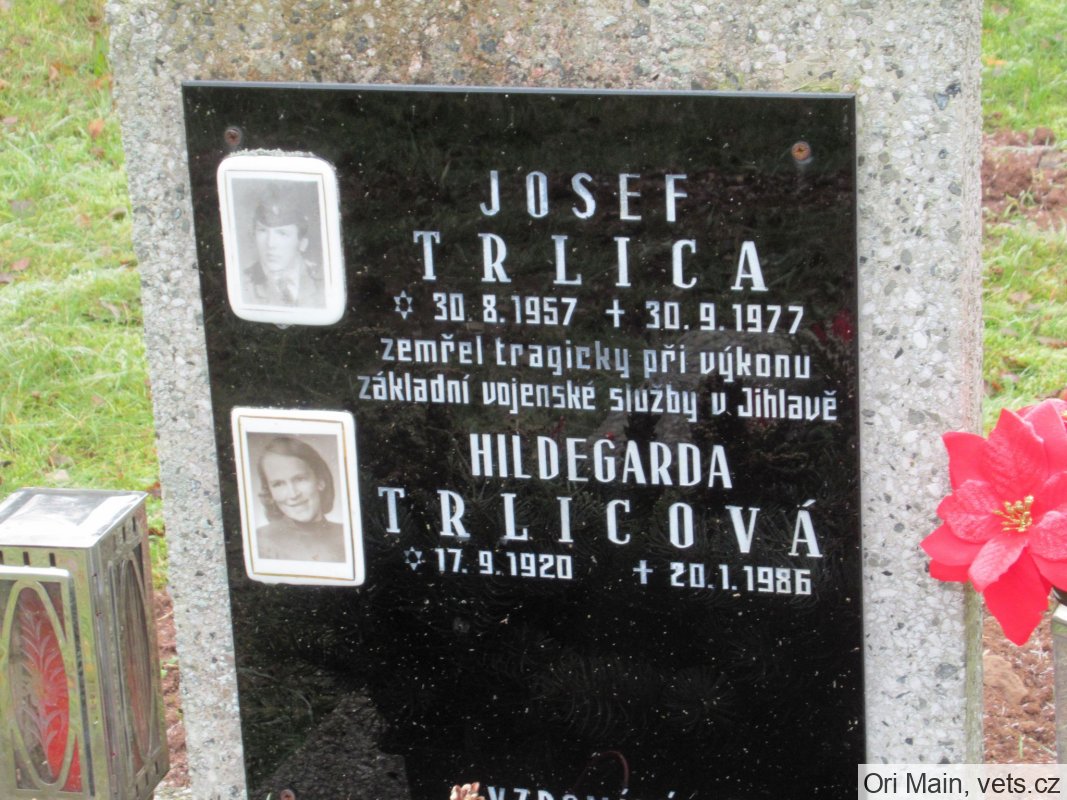 JOSEF
TRLICA
✡ 30. 8. 1957 + 30. 9. 1977
zemřel tragicky při výkonu
základní vojenské služby v Jihlavě
HILDEGARDA
TRLICOVÁ
✡ 17. 9. 1920 + 20. 1. 1986
Ori Main, vets.cz